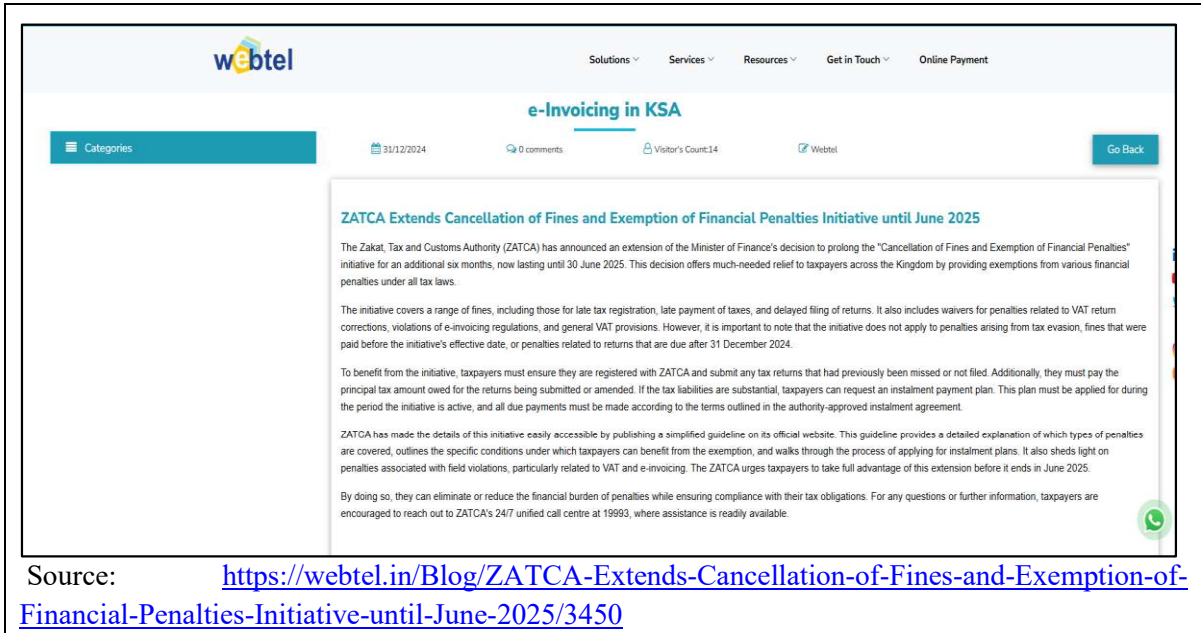 webtel
Solutions Services Resources Get in Touch Online Payment
e-Invoicing in KSA
Categories
31/12/2024 0 comments Visitor's Count:14 Webtel
Go Back
ZATCA Extends Cancellation of Fines and Exemption of Financial Penalties Initiative until June 2025
The Zakat, Tax and Customs Authority (ZATCA) has announced an extension of the Minister of Finance's decision to prolong the "Cancellation of Fines and Exemption of Financial Penalties"
initiative for an additional six months, now lasting until 30 June 2025. This decision offers much-needed relief to taxpayers across the Kingdom by providing exemptions from various financial
penalties under all tax laws.
The initiative covers a range of fines, including those for late tax registration, late payment of taxes, and delayed filing of returns. It also includes waivers for penalties related to VAT return
corrections, violations of e-invoicing regulations, and general VAT provisions. However, it is important to note that the initiative does not apply to penalties arising from tax evasion, fines that were
paid before the initiative's effective date, or penalties related to returns that are due after 31 December 2024.
To benefit from the initiative, taxpayers must ensure they are registered with ZATCA and submit any tax returns that had previously been missed or not filed. Additionally, they must pay the
principal tax amount owed for the returns being submitted or amended. If the tax liabilities are substantial, taxpayers can request an instalment payment plan. This plan must be applied for during
the period the initiative is active, and all due payments must be made according to the terms outlined in the authority-approved instalment agreement.
ZATCA has made the details of this initiative easily accessible by publishing a simplified guideline on its official website. This guideline provides a detailed explanation of which types of penalties
are covered, outlines the specific conditions under which taxpayers can benefit from the exemption, and walks through the process of applying for instalment plans. It also sheds light on
penalties associated with field violations, particularly related to VAT and e-invoicing. The ZATCA urges taxpayers to take full advantage of this extension before it ends in June 2025.
By doing so, they can eliminate or reduce the financial burden of penalties while ensuring compliance with their tax obligations. For any questions or further information, taxpayers are
encouraged to reach out to ZATCA's 24/7 unified call centre at 19993, where assistance is readily available.
Source: https://webtel.in/Blog/ZATCA-Extends-Cancellation-of-Fines-and-Exemption-of-
Financial-Penalties-Initiative-until-June-2025/3450